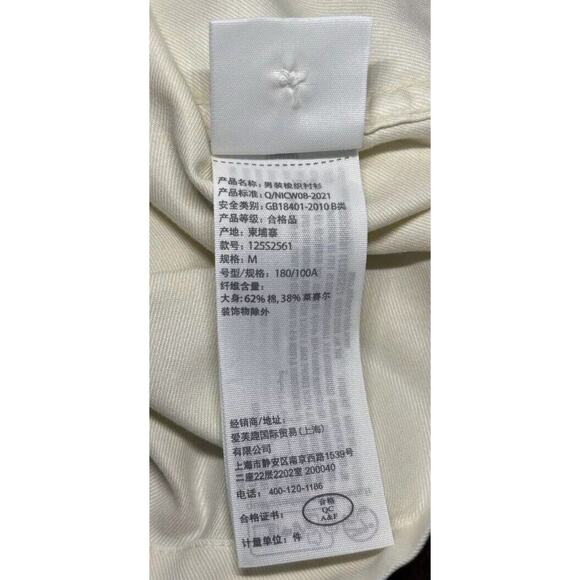 产品名称: 男装梭织衬衫
产品标准: Q/NICW08-2021
安全类别: GB18401-2010 B类
产品等级: 合格品
产地: 柬埔寨
款号: 125S2561
规格: M
号型/规格: 180/100A
纤维含量:
大身: 62% 棉, 38% 莱赛尔
装饰物除外
经销商/地址:
爱芙趣国际贸易(上海)
有限公司
上海市静安区南京西路1539号
二座22层2202室 200040
电话: 400-120-1186
合格证书:
合格
QC
A&F
计量单位: 件